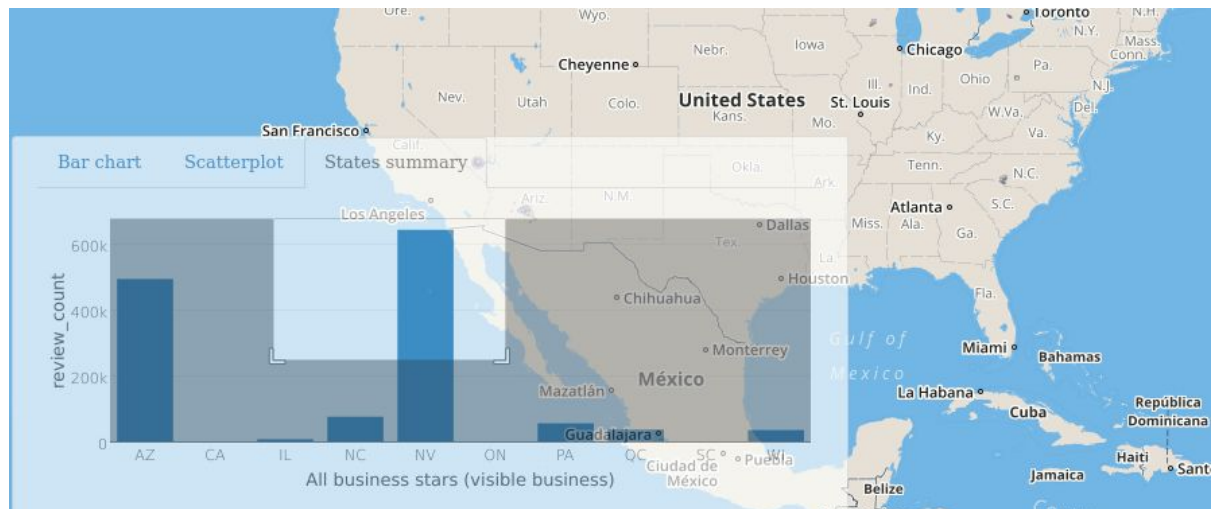 Ore.
Wyo.
Toronto
N.H.
N.Y.
Mass.
Conn.
Nebr.
Iowa
Chicago
Cheyenne
Pa.
Ohio
Ill.
Ind.
N.J.
Nev.
Utah
Colo.
United States
St. Louis
Kans.
Mo.
W.Va.
Del.
Va.
Ky.
San Francisco
Calif.
Bar chart
Scatterplot
States summary
Okla.
Tenn.
N.C.
Ark.
Ariz.
N.M.
Los Angeles
Atlanta
S.C.
Dallas
Miss.
Ala.
Ga.
Tex.
La.
Houston
Fla.
Chihuahua
Gulf of
Mexico
Monterrey
Miami
Bahamas
México
Mazatlán
La Habana
Cuba
República
Dominicana
Guadalajara
Haiti
Jamaica
Ciudad de
México
Puebla
Belize
review_count
600k
400k
200k
0
AZ CA IL NC NV ON PA QC SC WI
All business stars (visible business)